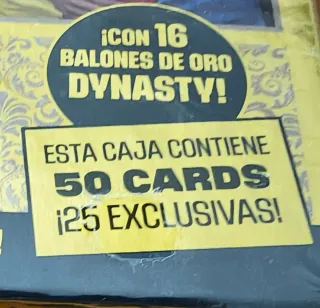 ¡CON 16
BALONES DE ORO
DYNASTY!
ESTA CAJA CONTIENE
50 CARDS
¡25 EXCLUSIVAS!
!